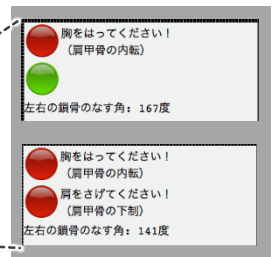 胸をはってください！
（肩甲骨の内転）
左右の鎖骨のなす角：167度
胸をはってください！
（肩甲骨の内転）
肩をさげてください！
（肩甲骨の下制）
左右の鎖骨のなす角：141度